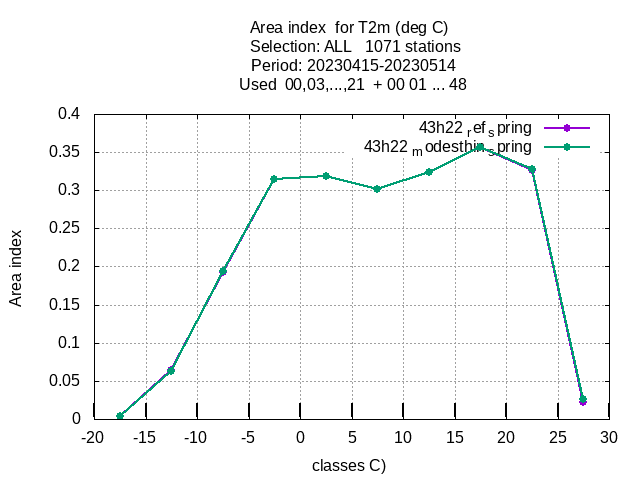 Area index  for T2m (deg C)
Selection: ALL   1071 stations
Period: 20230415-20230514
Used  00,03,...,21  + 00 01 ... 48
0.4
0.35
0.3
0.25
0.2
0.15
0.1
0.05
0
Area index
43h22 ref spring
43h22 modesthi spring
-20 -15 -10 -5 0 5 10 15 20 25 30
classes C)